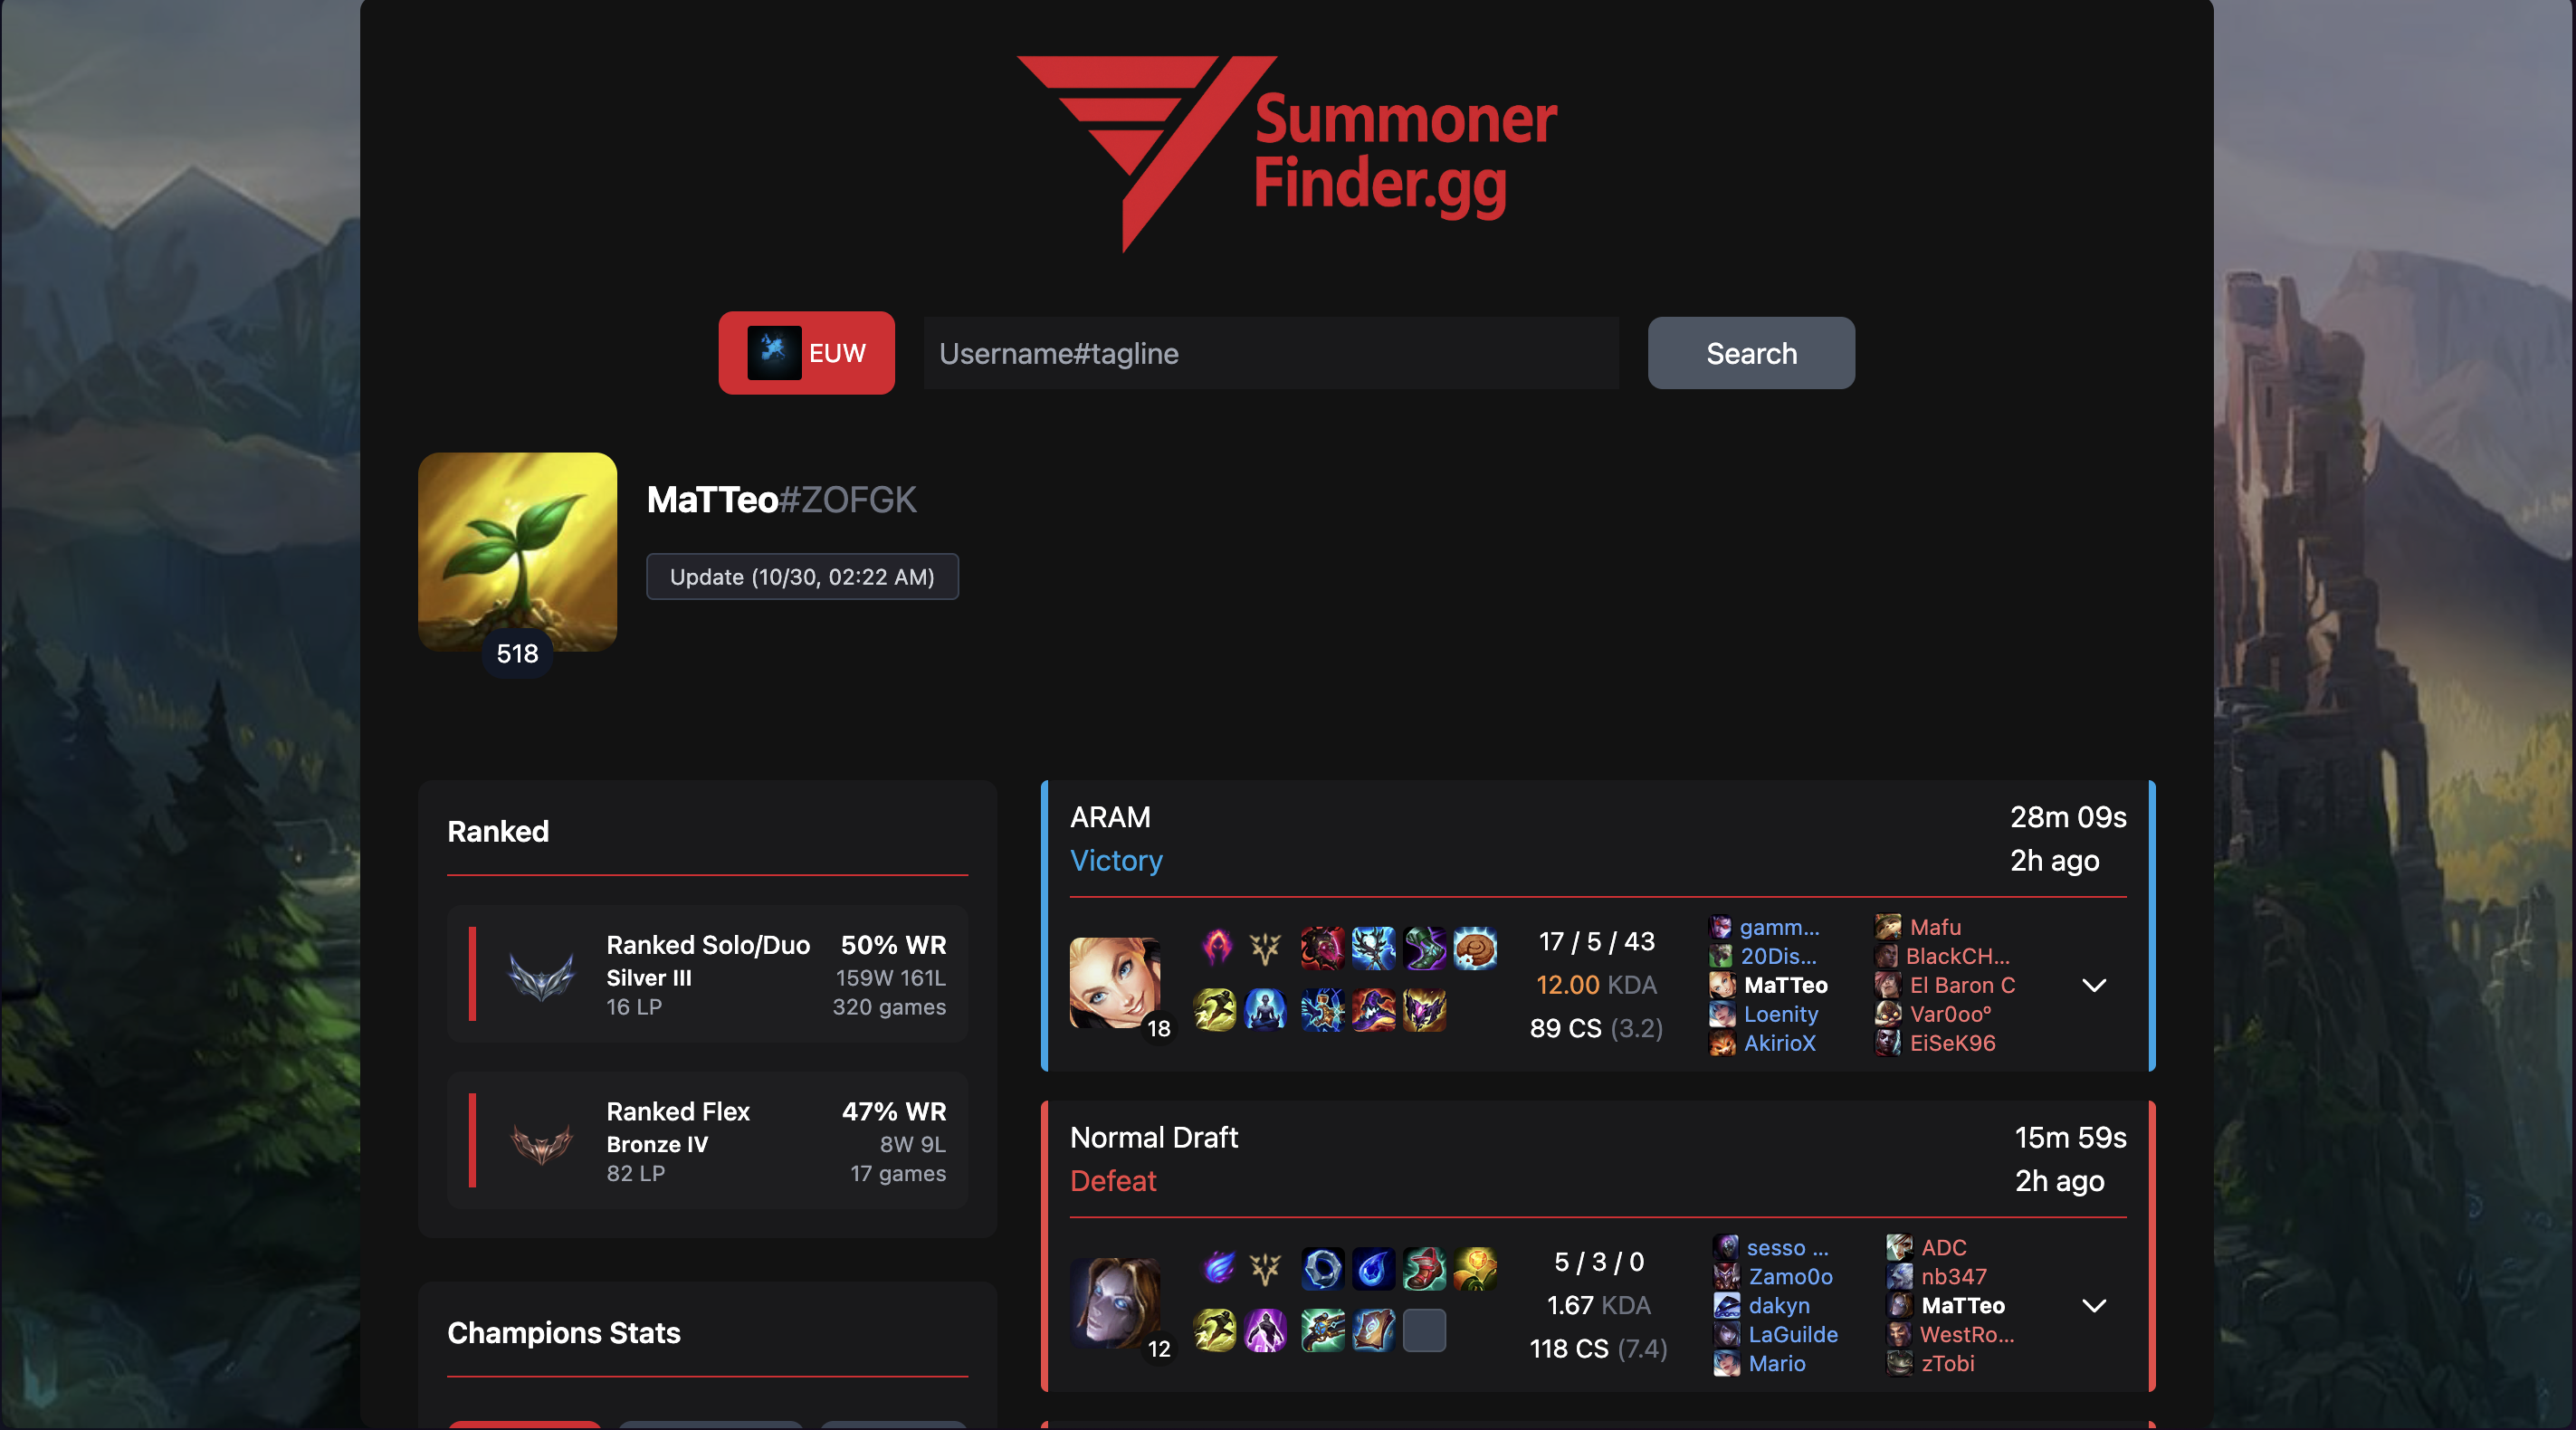 Summoner
Finder.gg
EUW
Username#tagline
Search
MaTTeo#ZOFGK
Update (10/30, 02:22 AM)
518
Ranked
Ranked Solo/Duo 50% WR
Silver III 159W 161L
16 LP 320 games
Ranked Flex 47% WR
Bronze IV 8W 9L
82 LP 17 games
Champions Stats
ARAM 28m 09s
Victory 2h ago
18
17 / 5 / 43
12.00 KDA
89 CS (3.2)
gamm...
20Dis...
MaTTeo
Loenity
AkirioX
Mafu
BlackCH...
El Baron C
Var0ooº
EiSeK96
Normal Draft 15m 59s
Defeat 2h ago
12
5 / 3 / 0
1.67 KDA
118 CS (7.4)
sesso ...
Zamo0o
dakyn
LaGuilde
Mario
ADC
nb347
MaTTeo
WestRo...
zTobi